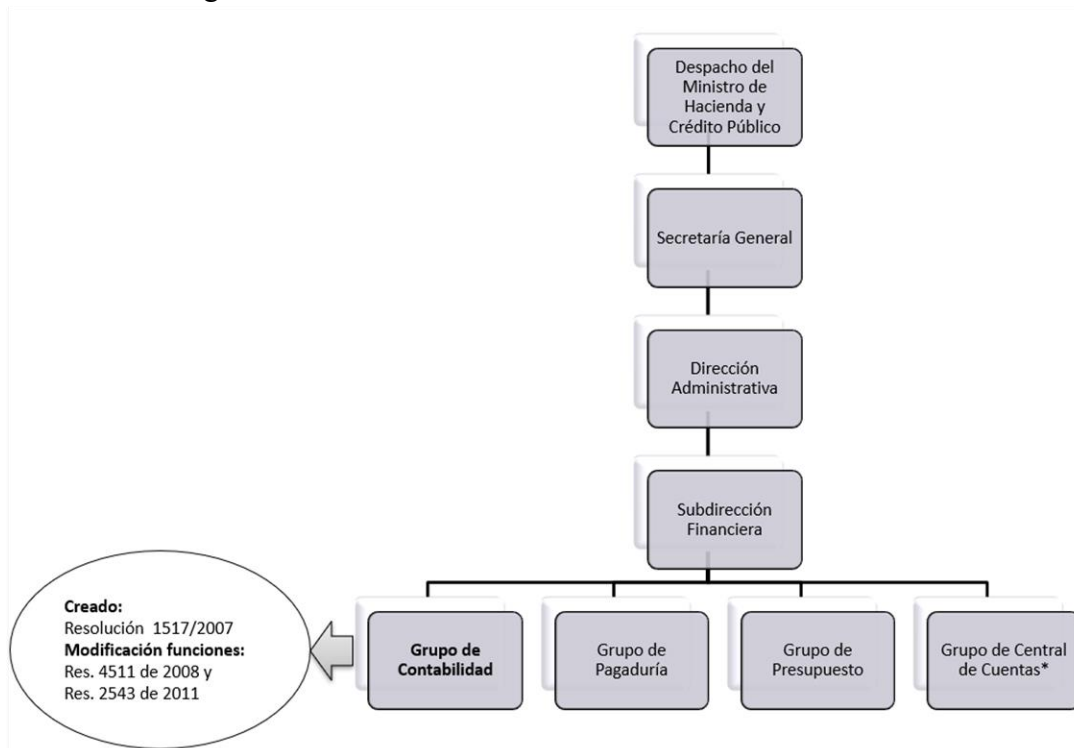 Despacho del
Ministro de
Hacienda y
Crédito Público
Secretaría General
Dirección
Administrativa
Subdirección
Financiera
Creado:
Resolución 1517/2007
Modificación funciones:
Res. 4511 de 2008 y
Res. 2543 de 2011
Grupo de
Contabilidad
Grupo de
Pagaduría
Grupo de
Presupuesto
Grupo de Central
de Cuentas*